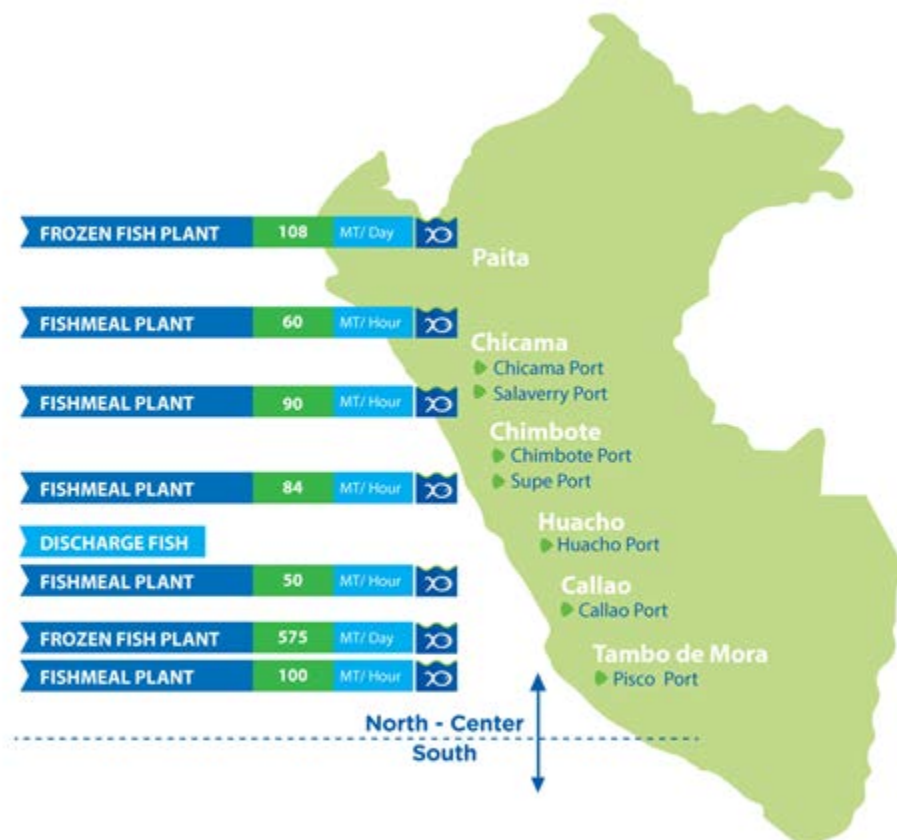 FROZEN FISH PLANT 108 MT/ Day
Paita
FISHMEAL PLANT 60 MT/ Hour
Chicama
Chicama Port
FISHMEAL PLANT 90 MT/ Hour
Salaverry Port
Chimbote
Chimbote Port
FISHMEAL PLANT 84 MT/ Hour
Supe Port
Huacho
DISCHARGE FISH
Huacho Port
FISHMEAL PLANT 50 MT/ Hour
Callao
Callao Port
FROZEN FISH PLANT 575 MT/ Day
Tambo de Mora
FISHMEAL PLANT 100 MT/ Hour
Pisco Port
North - Center
South